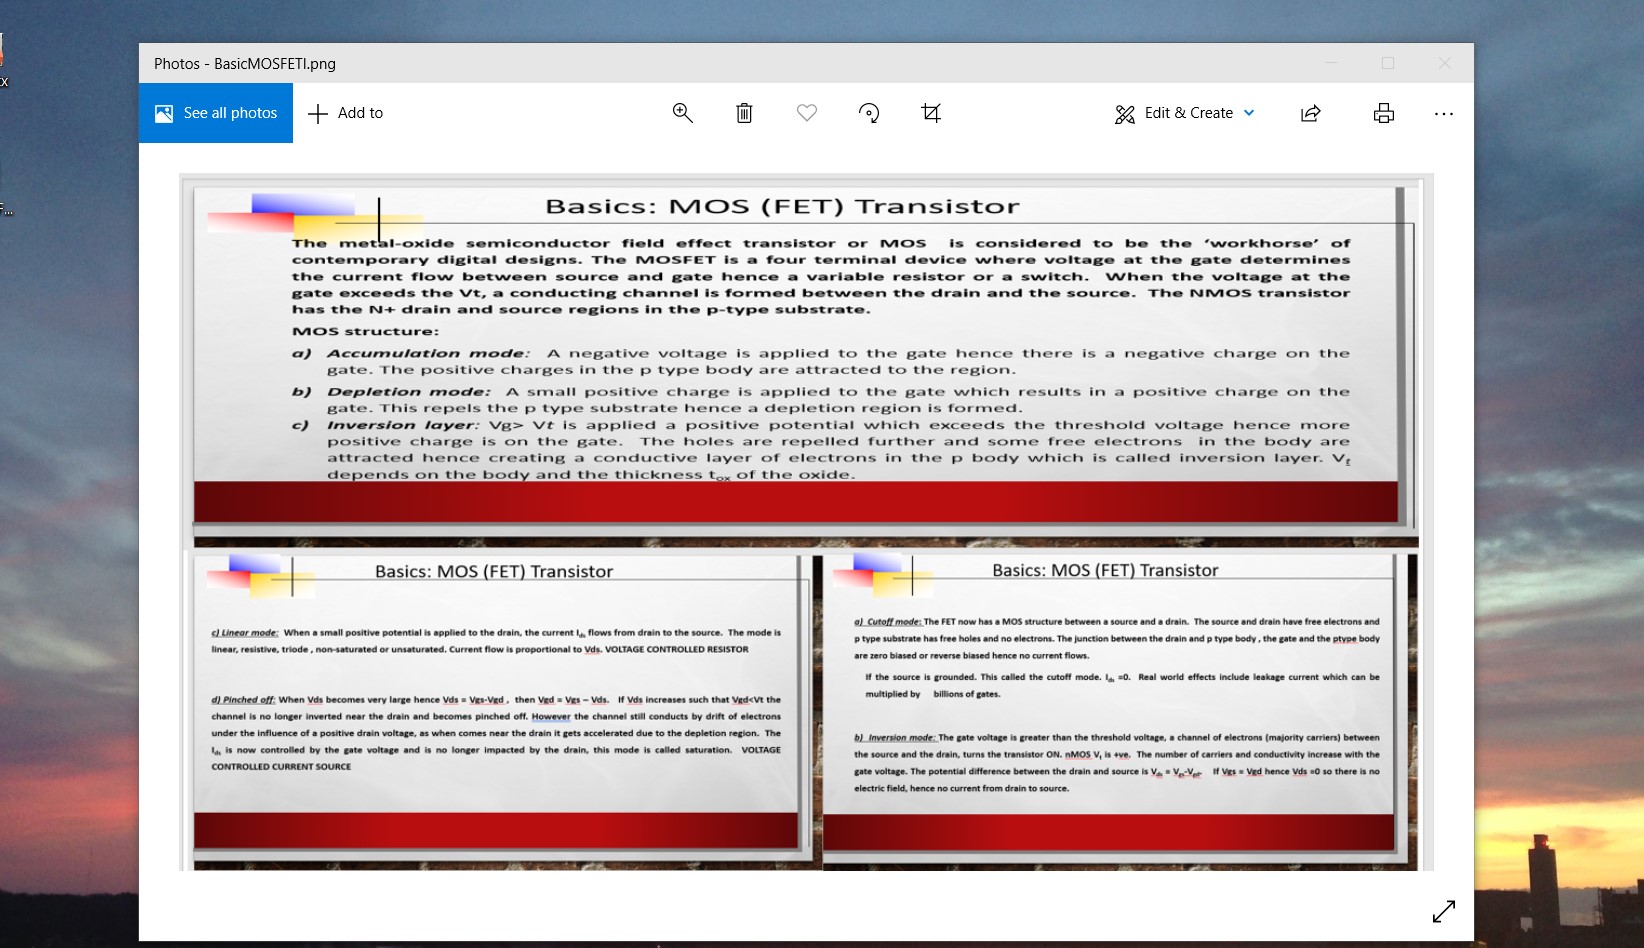 x
F...
Photos - BasicMOSFETI.png
See all photos
Add to
Edit & Create
Basics: MOS (FET) Transistor
The metal-oxide semiconductor field effect transistor or MOS is considered to be the ‘workhorse’ of
contemporary digital designs. The MOSFET is a four terminal device where voltage at the gate determines
the current flow between source and gate hence a variable resistor or a switch. When the voltage at the
gate exceeds the Vt, a conducting channel is formed between the drain and the source. The NMOS transistor
has the N+ drain and source regions in the p-type substrate.
MOS structure:
a) Accumulation mode: A negative voltage is applied to the gate hence there is a negative charge on the
gate. The positive charges in the p type body are attracted to the region.
b) Depletion mode: A small positive charge is applied to the gate which results in a positive charge on the
gate. This repels the p type substrate hence a depletion region is formed.
c) Inversion layer: Vg> Vt is applied a positive potential which exceeds the threshold voltage hence more
positive charge is on the gate. The holes are repelled further and some free electrons in the body are
attracted hence creating a conductive layer of electrons in the p body which is called inversion layer. Vt
depends on the body and the thickness tox of the oxide.
Basics: MOS (FET) Transistor
c) Linear mode: When a small positive potential is applied to the drain, the current Ids flows from drain to the source. The mode is
linear, resistive, triode , non-saturated or unsaturated. Current flow is proportional to Vds. VOLTAGE CONTROLLED RESISTOR
d) Pinched off: When Vds becomes very large hence Vds = Vgs-Vgd , then Vgd = Vgs – Vds. If Vds increases such that Vgd<Vt the
channel is no longer inverted near the drain and becomes pinched off. However the channel still conducts by drift of electrons
under the influence of a positive drain voltage, as when comes near the drain it gets accelerated due to the depletion region. The
Ids is now controlled by the gate voltage and is no longer impacted by the drain, this mode is called saturation. VOLTAGE
CONTROLLED CURRENT SOURCE
Basics: MOS (FET) Transistor
a) Cutoff mode: The FET now has a MOS structure between a source and a drain. The source and drain have free electrons and
p type substrate has free holes and no electrons. The junction between the drain and p type body , the gate and the ptype body
are zero biased or reverse biased hence no current flows.
If the source is grounded. This called the cutoff mode. Ids =0. Real world effects include leakage current which can be
multiplied by billions of gates.
b) Inversion mode: The gate voltage is greater than the threshold voltage, a channel of electrons (majority carriers) between
the source and the drain, turns the transistor ON. nMOS Vt is +ve. The number of carriers and conductivity increase with the
gate voltage. The potential difference between the drain and source is Vds = Vgs-Vgd. If Vgs = Vgd hence Vds =0 so there is no
electric field, hence no current from drain to source.